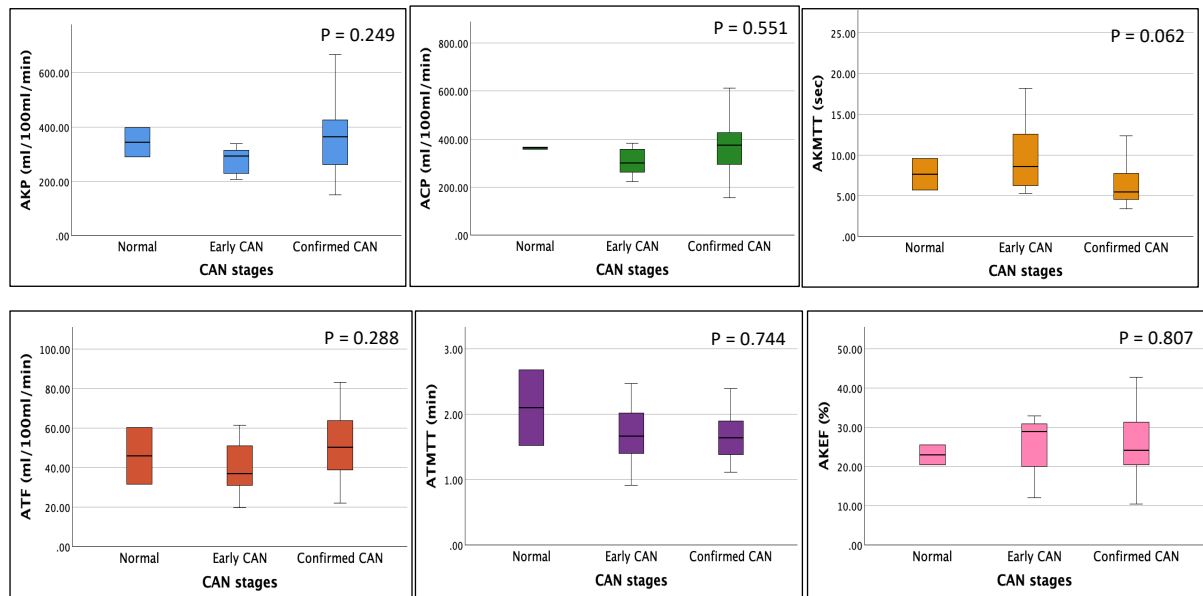 P = 0.249
AKP (ml/100ml/min)
600.00
400.00
200.00
.00
Normal
Early CAN
Confirmed CAN
CAN stages
P = 0.551
ACP (ml/100ml/min)
800.00
600.00
400.00
200.00
.00
Normal
Early CAN
Confirmed CAN
CAN stages
P = 0.062
AKMTT (sec)
25.00
20.00
15.00
10.00
5.00
.00
Normal
Early CAN
Confirmed CAN
CAN stages
P = 0.288
ATF (ml/100ml/min)
100.00
80.00
60.00
40.00
20.00
.00
Normal
Early CAN
Confirmed CAN
CAN stages
P = 0.744
ATMTT (min)
3.00
2.00
1.00
.00
Normal
Early CAN
Confirmed CAN
CAN stages
P = 0.807
AKEF (%)
50.00
40.00
30.00
20.00
10.00
.00
Normal
Early CAN
Confirmed CAN
CAN stages